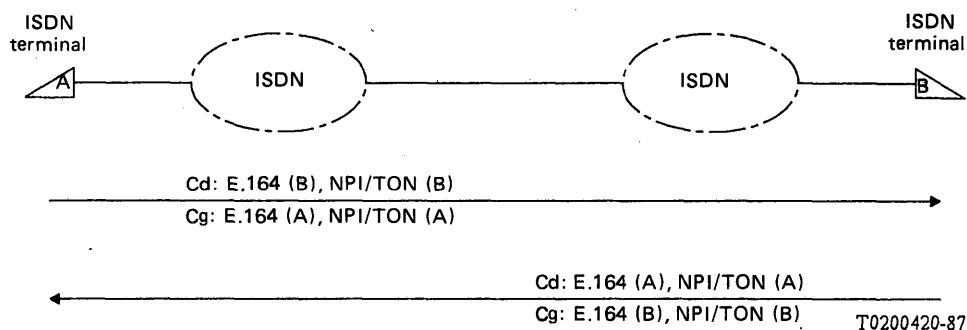 ISDN
terminal
ISDN
terminal
A
ISDN
ISDN
B
Cd: E.164 (B), NPI/TON (B)
Cg: E.164 (A), NPI/TON (A)
Cd: E.164 (A), NPI/TON (A)
Cg: E.164 (B), NPI/TON (B)
T0200420-87